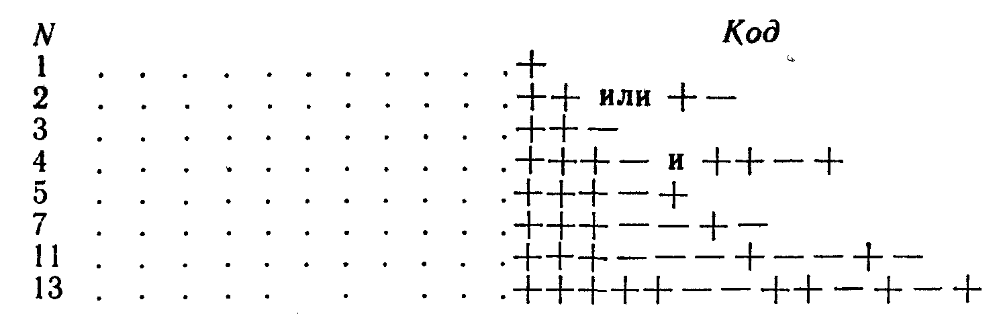 N Код
1 . . . . . . . . . . . +
2 . . . . . . . . . . . + + или + —
3 . . . . . . . . . . . + + —
4 . . . . . . . . . . . + + + — и + + — +
5 . . . . . . . . . . . + + + — +
7 . . . . . . . . . . . + + + — — + —
11 . . . . . . . . . . . + + + — — — + — — + —
13 . . . . . . . . . + + + + + — — + + — + — +